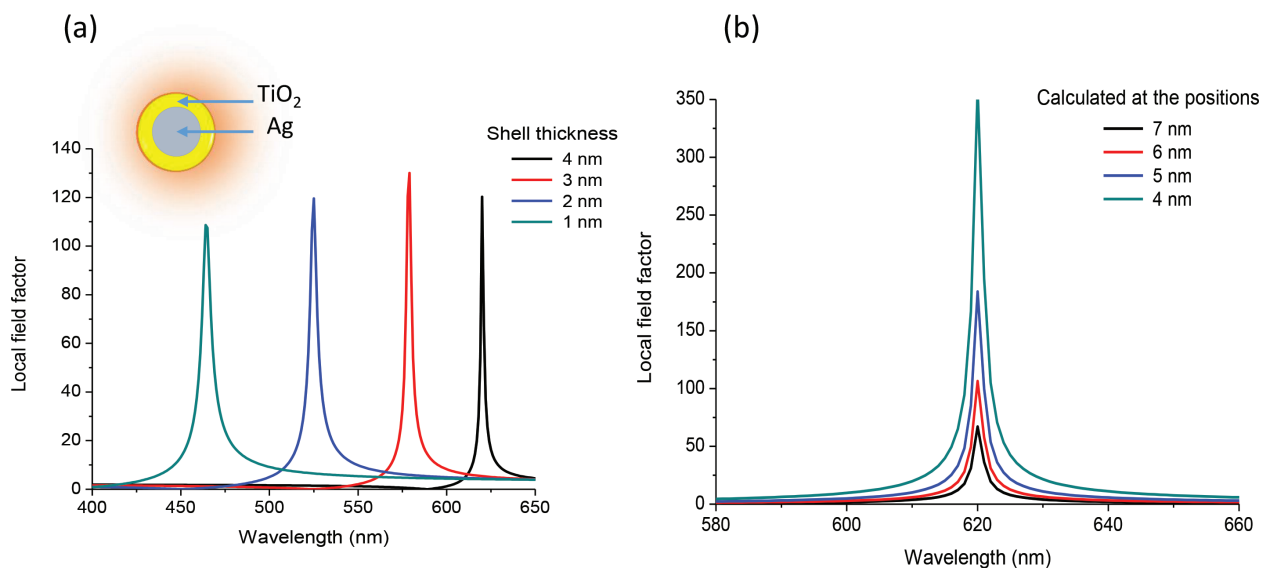 (a)
TiO2
Ag
Shell thickness
4 nm
3 nm
2 nm
1 nm
140
120
100
80
60
40
20
0
Local field factor
400 450 500 550 600 650
Wavelength (nm)
(b)
Calculated at the positions
7 nm
6 nm
5 nm
4 nm
350
300
250
200
150
100
50
0
Local field factor
580 600 620 640 660
Wavelength (nm)